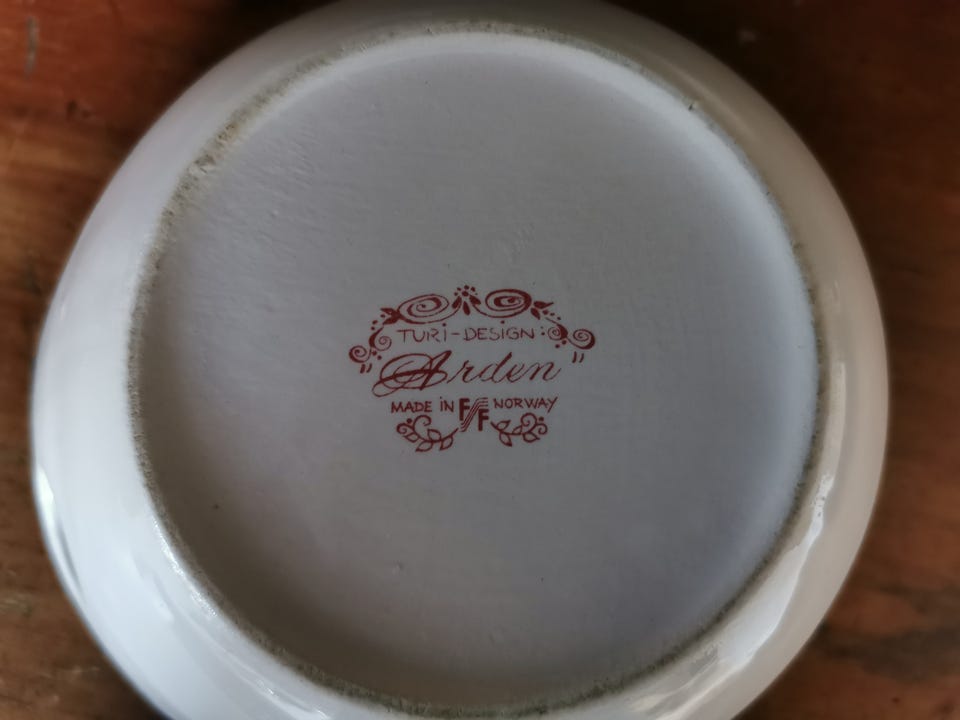 TURI-DESIGN:
"Arden"
MADE IN F/F NORWAY